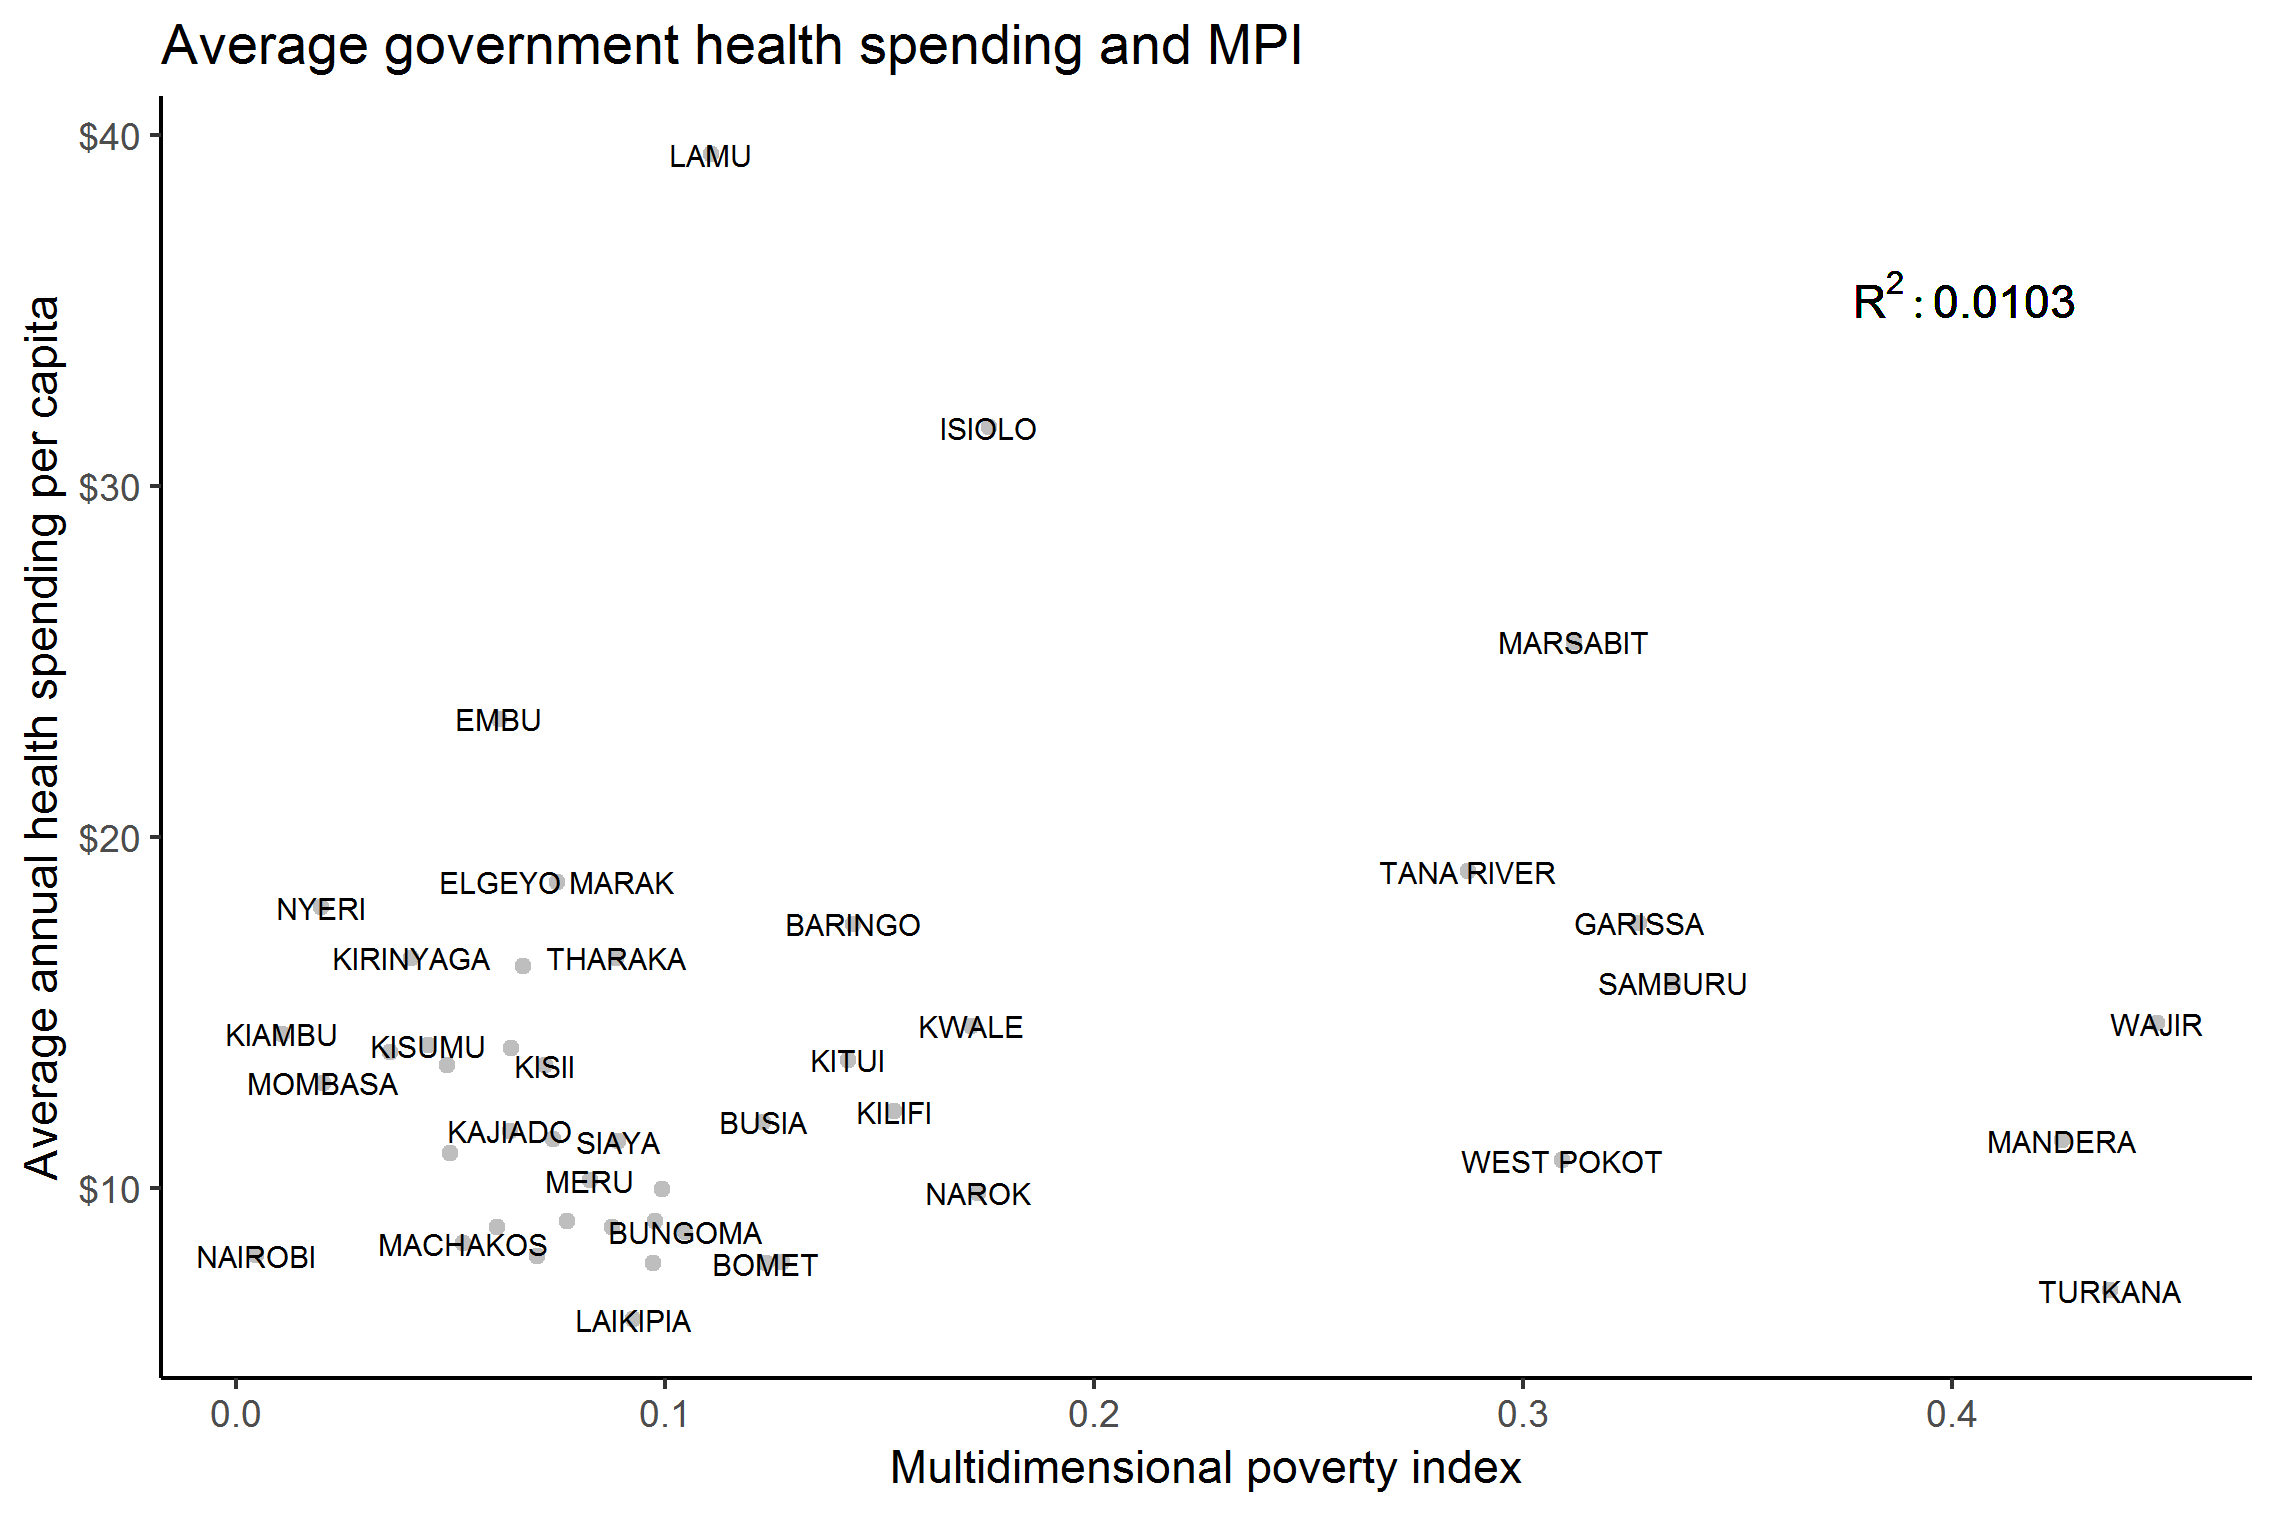 Average government health spending and MPI
Average annual health spending per capita
$40
$30
$20
$10
R²: 0.0103
LAMU
ISIOLO
MARSABIT
EMBU
TANA RIVER
ELGEYO MARAK
NYERI
BARINGO
GARISSA
KIRINYAGA
THARAKA
SAMBURU
KIAMBU
KISUMU
KWALE
WAJIR
KISII
KITUI
MOMBASA
KILIFI
KAJIADO
SIAYA
BUSIA
MANDERA
WEST POKOT
MERU
NAROK
BUNGOMA
MACHAKOS
NAIROBI
BOMET
TURKANA
LAIKIPIA
0.0
0.1
0.2
0.3
0.4
Multidimensional poverty index